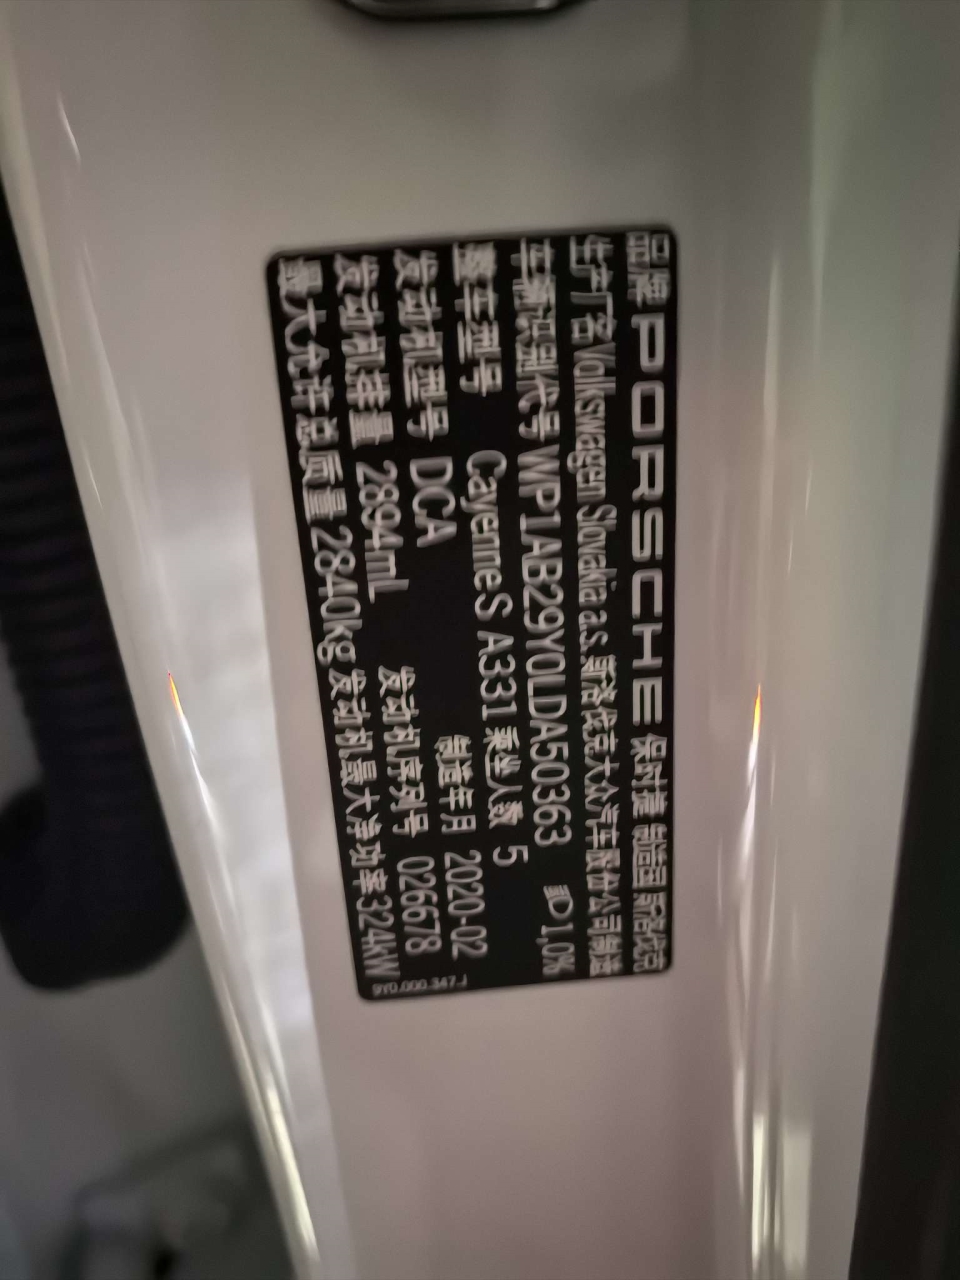 品牌 PORSCHE 保时捷 制造国 斯洛伐克
生产厂名 Volkswagen Slovakia a.s. 斯洛伐克大众汽车股份公司制造
车辆识别代号 WP1AB29Y0LDA50363 1,0%
整车型号 Cayenne S A331 乘坐人数 5
发动机型号 DCA 制造年月 2020-02
发动机排量 2894mL 发动机序列号 026678
最大允许总质量 2840kg 发动机最大净功率 324kW
9Y0.000.347.J